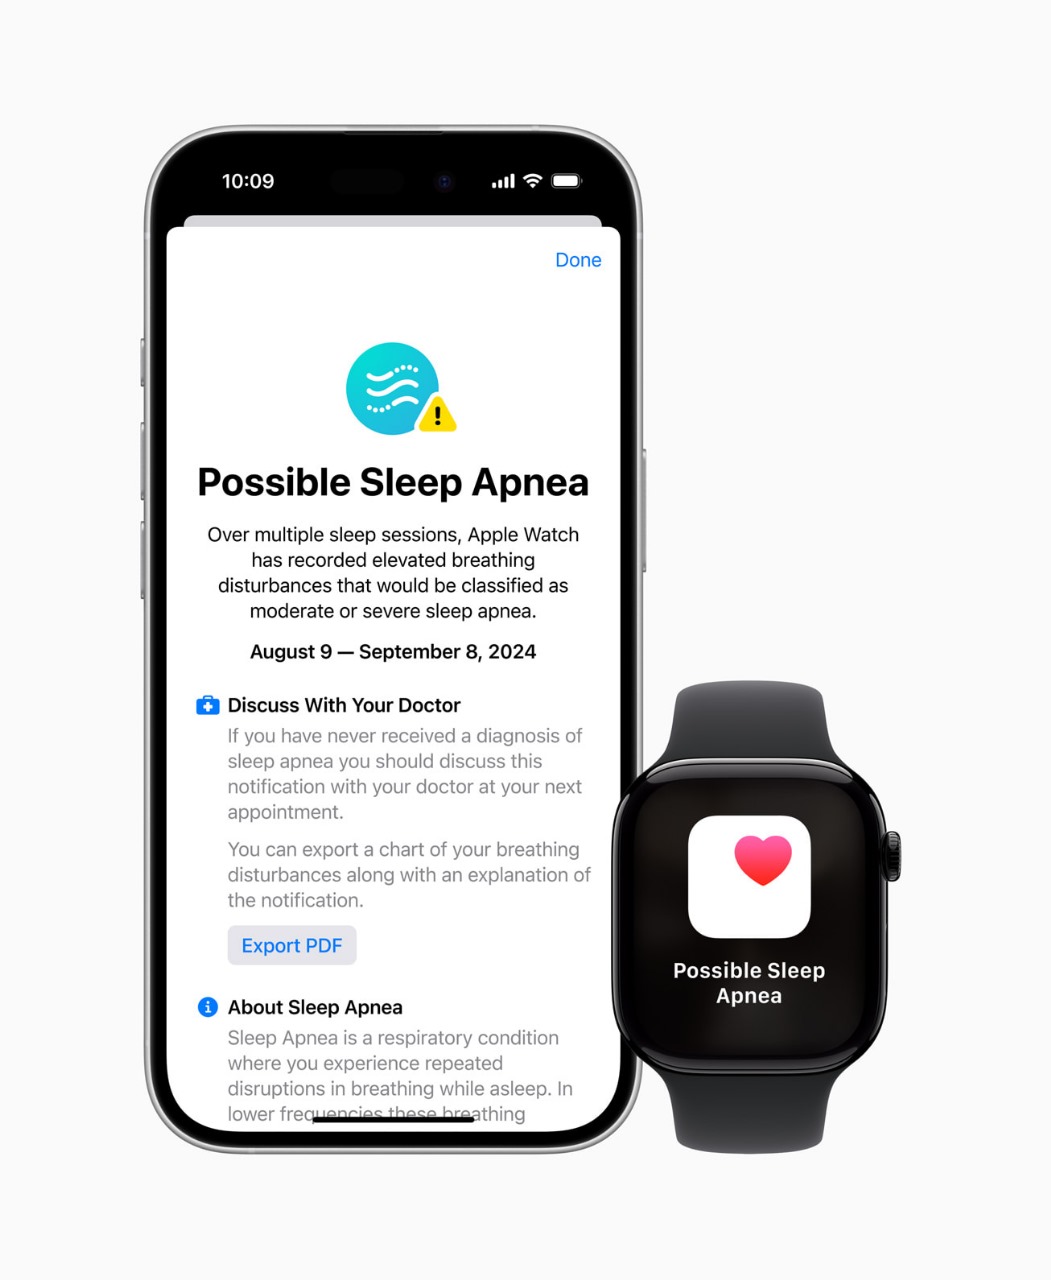 10:09
Done
Possible Sleep Apnea
Over multiple sleep sessions, Apple Watch
has recorded elevated breathing
disturbances that would be classified as
moderate or severe sleep apnea.
August 9 — September 8, 2024
Discuss With Your Doctor
If you have never received a diagnosis of
sleep apnea you should discuss this
notification with your doctor at your next
appointment.
You can export a chart of your breathing
disturbances along with an explanation of
the notification.
Export PDF
About Sleep Apnea
Sleep Apnea is a respiratory condition
where you experience repeated
disruptions in breathing while asleep. In
lower frequencies these breathing
Possible Sleep
Apnea